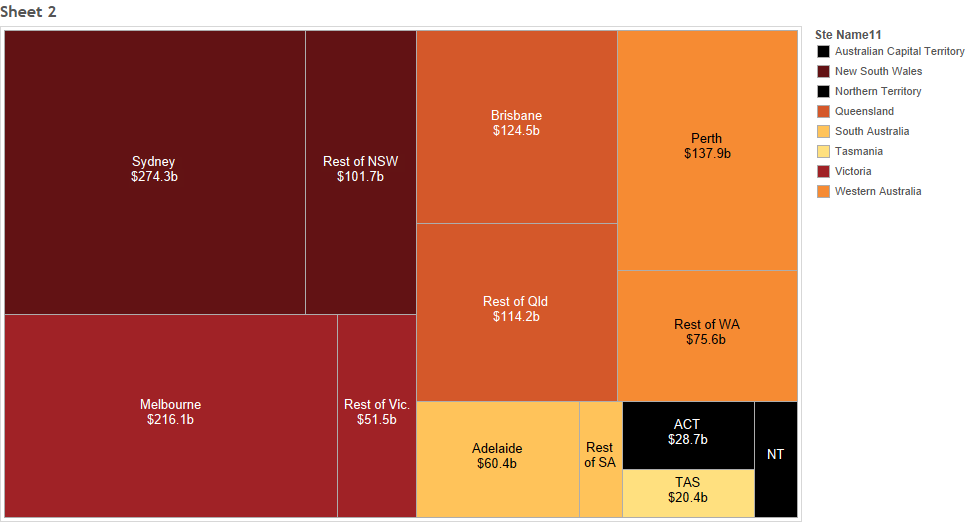 Sheet 2
Sydney
$274.3b
Rest of NSW
$101.7b
Melbourne
$216.1b
Rest of Vic.
$51.5b
Brisbane
$124.5b
Rest of Qld
$114.2b
Perth
$137.9b
Rest of WA
$75.6b
Adelaide
$60.4b
Rest
of SA
ACT
$28.7b
TAS
$20.4b
NT
Ste Name11
Australian Capital Territory
New South Wales
Northern Territory
Queensland
South Australia
Tasmania
Victoria
Western Australia